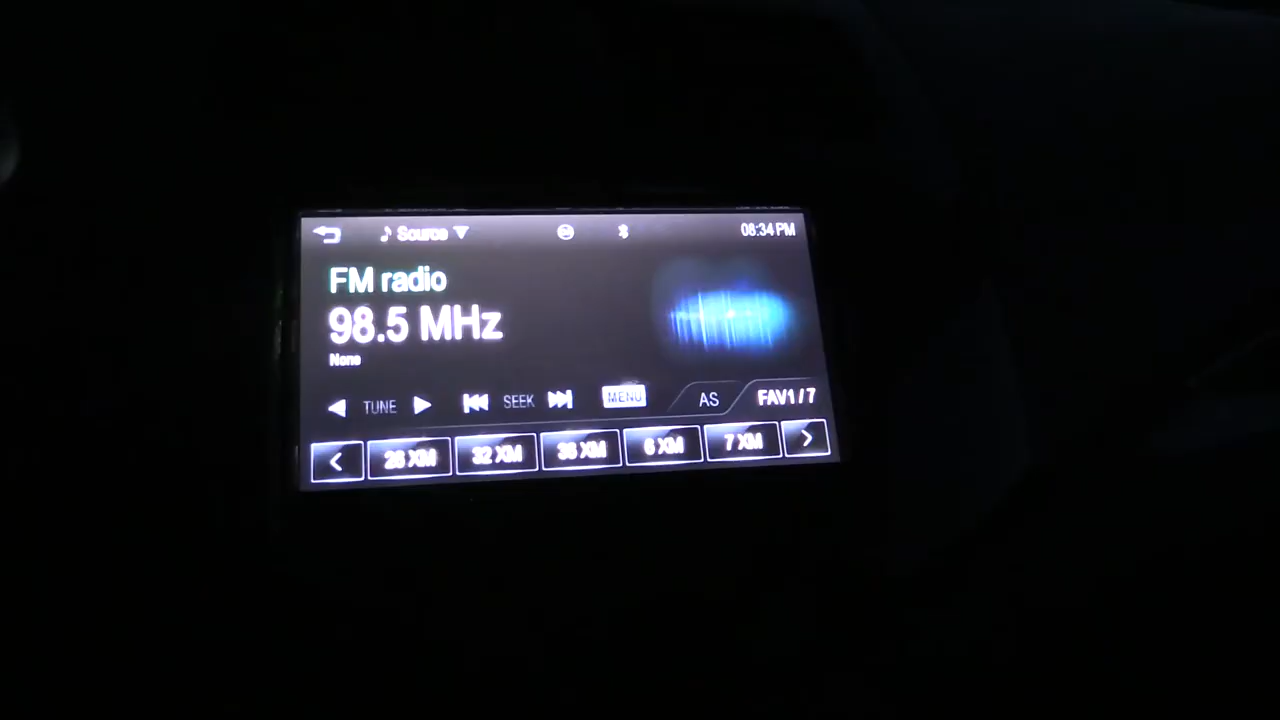 Source 08:34 PM
FM radio
98.5 MHz
None
TUNE SEEK MENU AS FAV1/7
26 XM 32 XM 36 XM 6 XM 7 XM